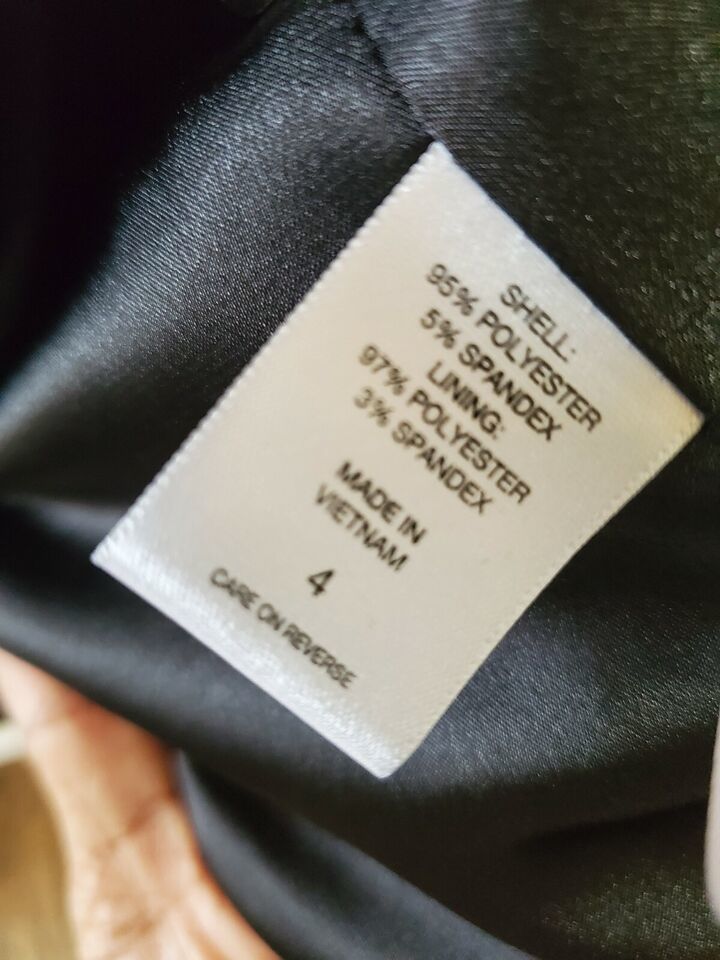 SHELL:
95% POLYESTER
5% SPANDEX
LINING:
97% POLYESTER
3% SPANDEX
MADE IN
VIETNAM
4
CARE ON REVERSE